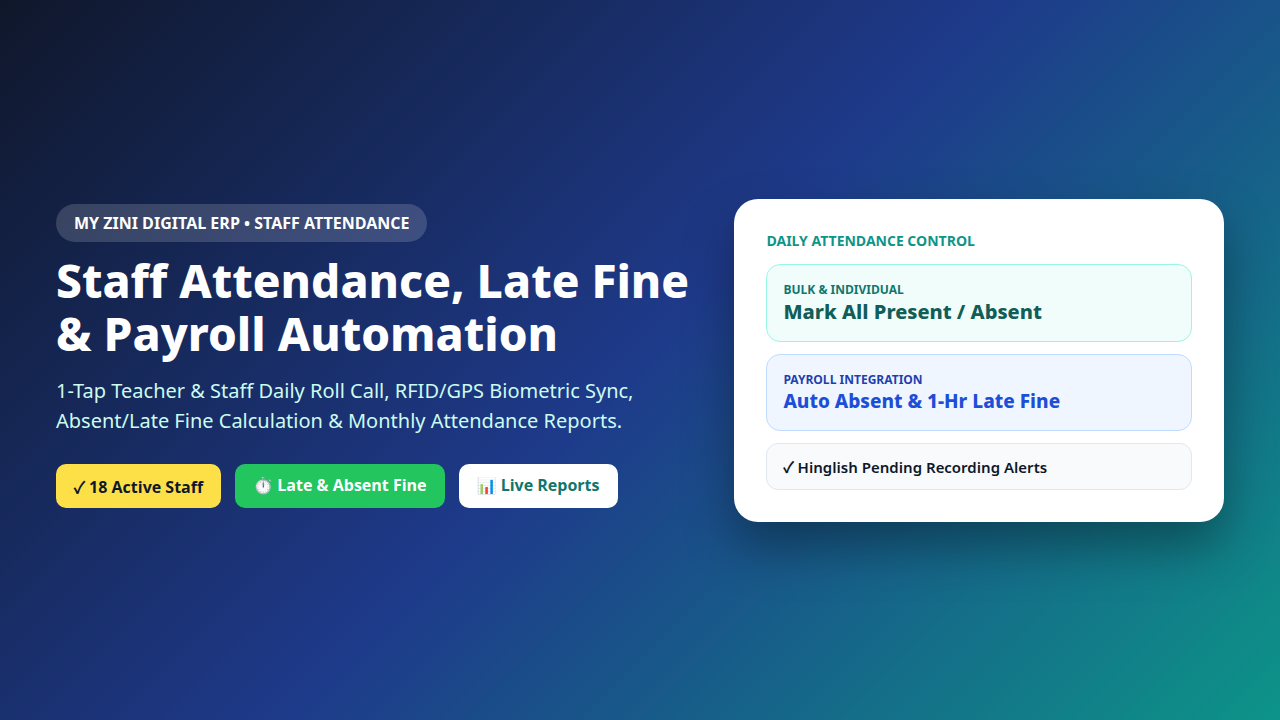 MY ZINI DIGITAL ERP • STAFF ATTENDANCE
Staff Attendance, Late Fine
& Payroll Automation
1-Tap Teacher & Staff Daily Roll Call, RFID/GPS Biometric Sync,
Absent/Late Fine Calculation & Monthly Attendance Reports.
✓ 18 Active Staff
⏱️ Late & Absent Fine
📊 Live Reports
DAILY ATTENDANCE CONTROL
BULK & INDIVIDUAL
Mark All Present / Absent
PAYROLL INTEGRATION
Auto Absent & 1-Hr Late Fine
✓ Hinglish Pending Recording Alerts